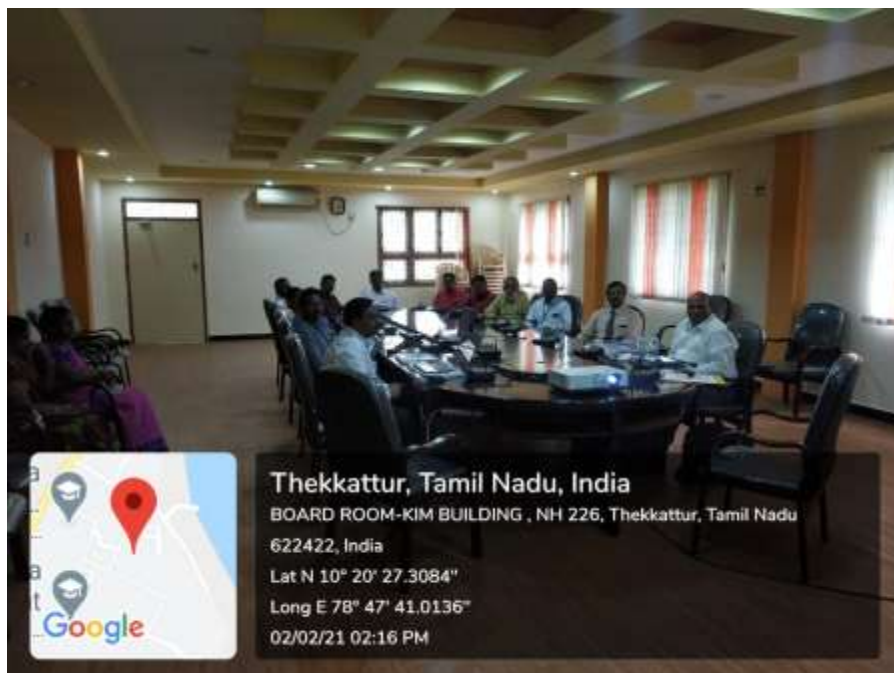 Thekkattur, Tamil Nadu, India
BOARD ROOM-KIM BUILDING , NH 226, Thekkattur, Tamil Nadu
622422, India
Lat N 10° 20' 27.3084"
Long E 78° 47' 41.0136"
02/02/21 02:16 PM
a
a
t
Google